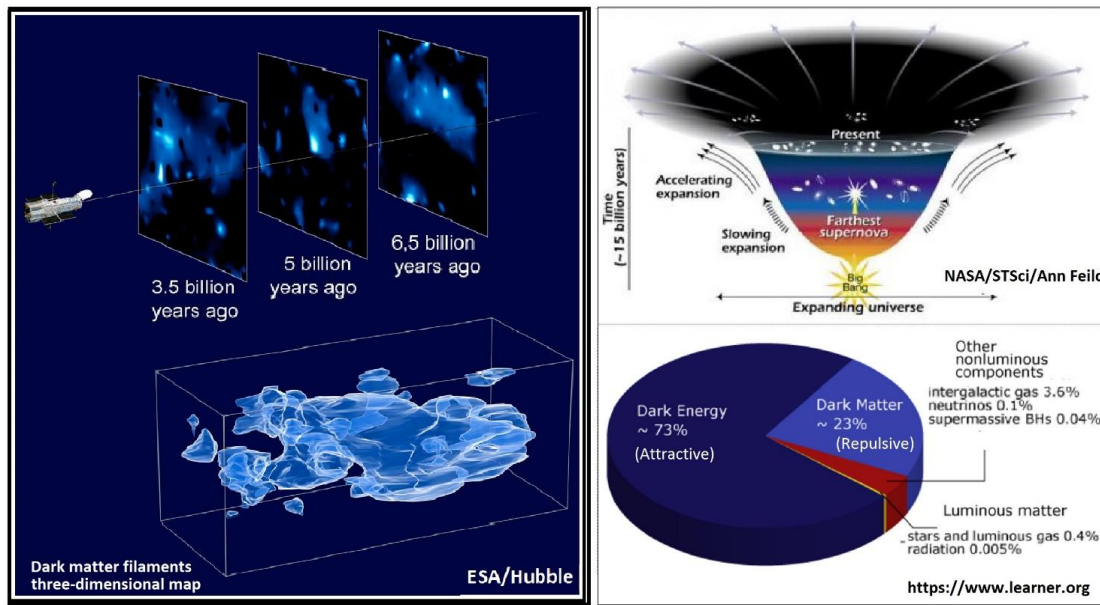 3.5 billion
years ago
5 billion
years ago
6,5 billion
years ago
Dark matter filaments
three-dimensional map
ESA/Hubble
Present
Accelerating
expansion
Time
(~15 billion years)
Farthest
supernova
Slowing
expansion
Big
Bang
NASA/STSci/Ann Feild
Expanding universe
Other
nonluminous
components
intergalactic gas 3.6%
neutrinos 0.1%
supermassive BHs 0.04%
Dark Energy
~ 73%
(Attractive)
Dark Matter
~ 23%
(Repulsive)
Luminous matter
stars and luminous gas 0.4%
radiation 0.005%
https://www.learner.org